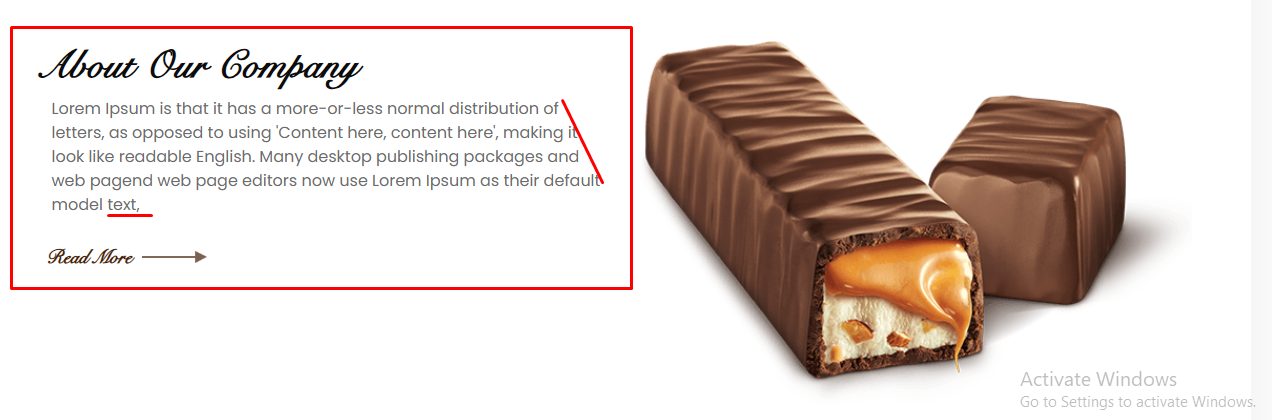 About Our Company
Lorem Ipsum is that it has a more-or-less normal distribution of
letters, as opposed to using 'Content here, content here', making it
look like readable English. Many desktop publishing packages and
web pagend web page editors now use Lorem Ipsum as their default
model text,
Read More
Activate Windows
Go to Settings to activate Windows.